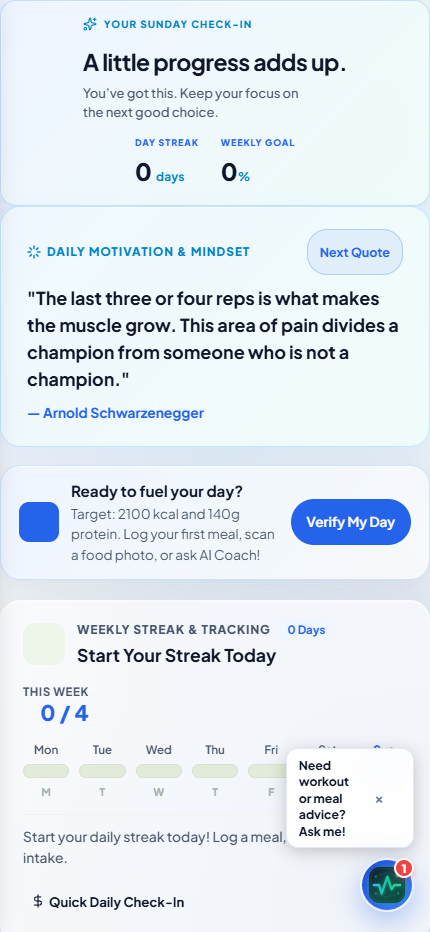 YOUR SUNDAY CHECK-IN
A little progress adds up.
You've got this. Keep your focus on
the next good choice.
DAY STREAK WEEKLY GOAL
0 days 0%
DAILY MOTIVATION & MINDSET Next Quote
"The last three or four reps is what makes
the muscle grow. This area of pain divides a
champion from someone who is not a
champion."
— Arnold Schwarzenegger
Ready to fuel your day?
Target: 2100 kcal and 140g
protein. Log your first meal, scan
a food photo, or ask AI Coach!
Verify My Day
WEEKLY STREAK & TRACKING 0 Days
Start Your Streak Today
THIS WEEK
0 / 4
Mon Tue Wed Thu Fri
M T W T F
Need
workout
or meal
advice?
Ask me!
×
Start your daily streak today! Log a meal,
intake.
1
$ Quick Daily Check-In